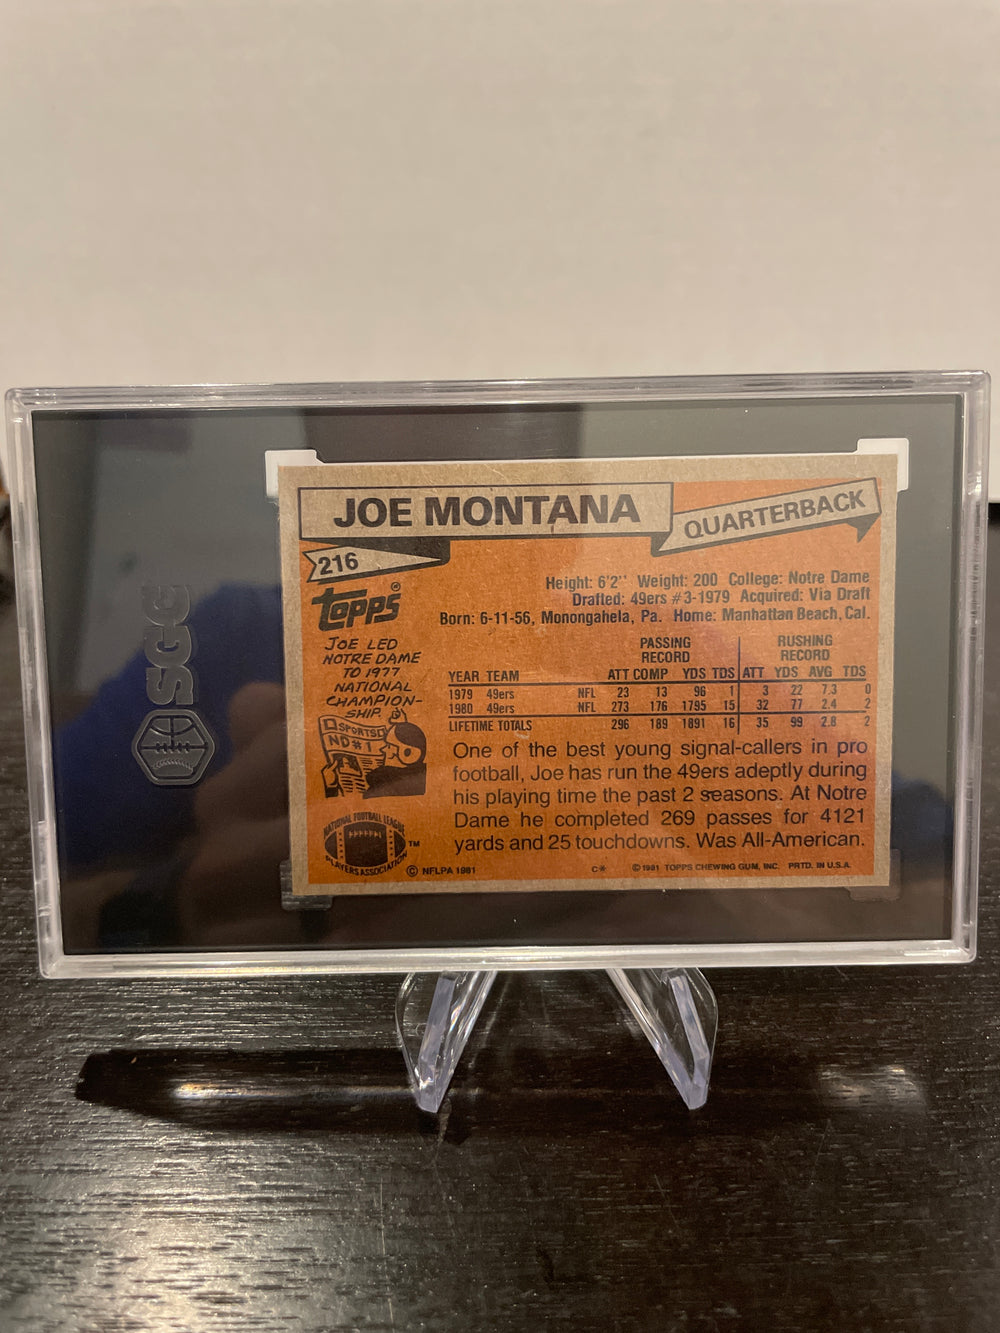 SGC
JOE MONTANA
QUARTERBACK
216
TOPPS®
Height: 6'2'' Weight: 200 College: Notre Dame
Drafted: 49ers #3-1979 Acquired: Via Draft
Born: 6-11-56, Monongahela, Pa. Home: Manhattan Beach, Cal.
JOE LED
NOTRE DAME
TO 1977
NATIONAL
CHAMPION-
SHIP.
SPORTS
ND #1
PASSING RUSHING
RECORD RECORD
YEAR TEAM ATT COMP YDS TDS ATT YDS AVG TDS
1979 49ers NFL 23 13 96 1 3 22 7.3 0
1980 49ers NFL 273 176 1795 15 32 77 2.4 2
LIFETIME TOTALS 296 189 1891 16 35 99 2.8 2
One of the best young signal-callers in pro
football, Joe has run the 49ers adeptly during
his playing time the past 2 seasons. At Notre
Dame he completed 269 passes for 4121
yards and 25 touchdowns. Was All-American.
NATIONAL FOOTBALL LEAGUE
PLAYERS ASSOCIATION
TM
© NFLPA 1981
C* © 1981 TOPPS CHEWING GUM, INC. PRTD. IN U.S.A.